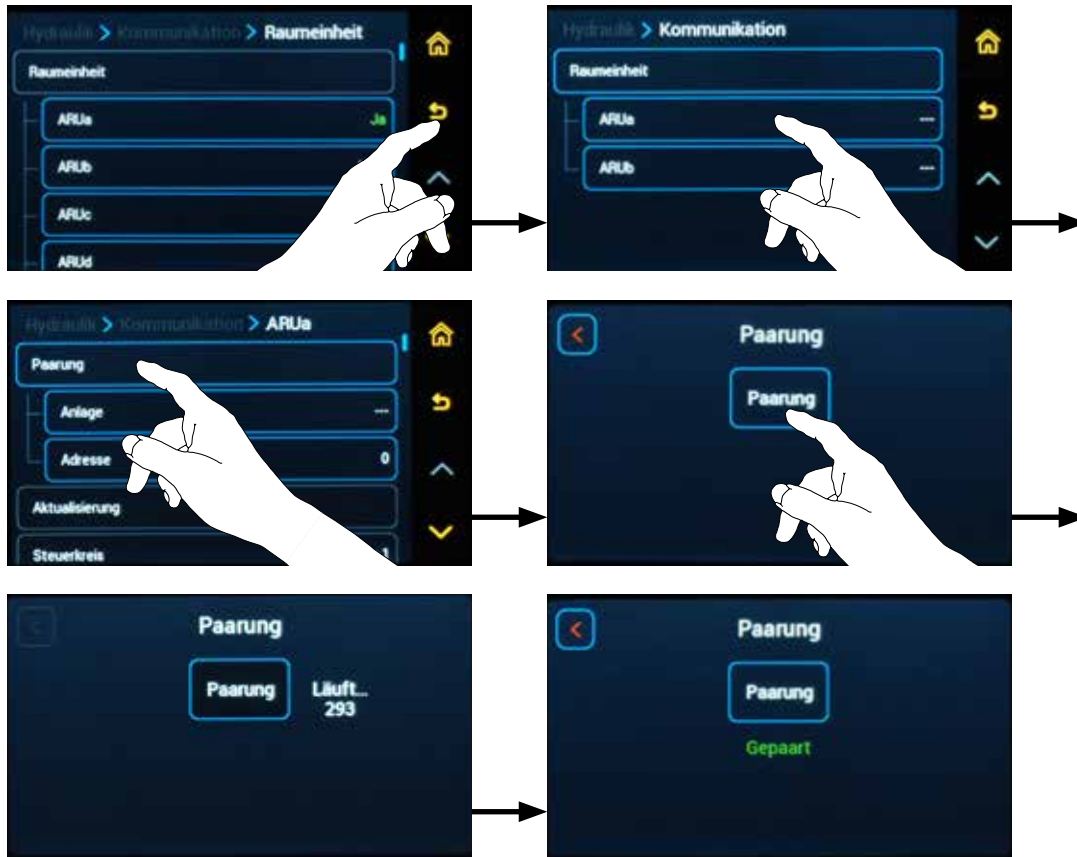 Hydraulik > Kommunikation > Raumeinheit
Raumeinheit
ARUa Ja
ARUb
ARUc
ARUd
Hydraulik > Kommunikation
Raumeinheit
ARUa ---
ARUb ---
Hydraulik > Kommunikation > ARUa
Paarung
Anlage ---
Adresse 0
Aktualisierung
Steuerkreis 1
<
Paarung
Paarung
<
Paarung
Paarung
Läuft...
293
<
Paarung
Paarung
Gepaart